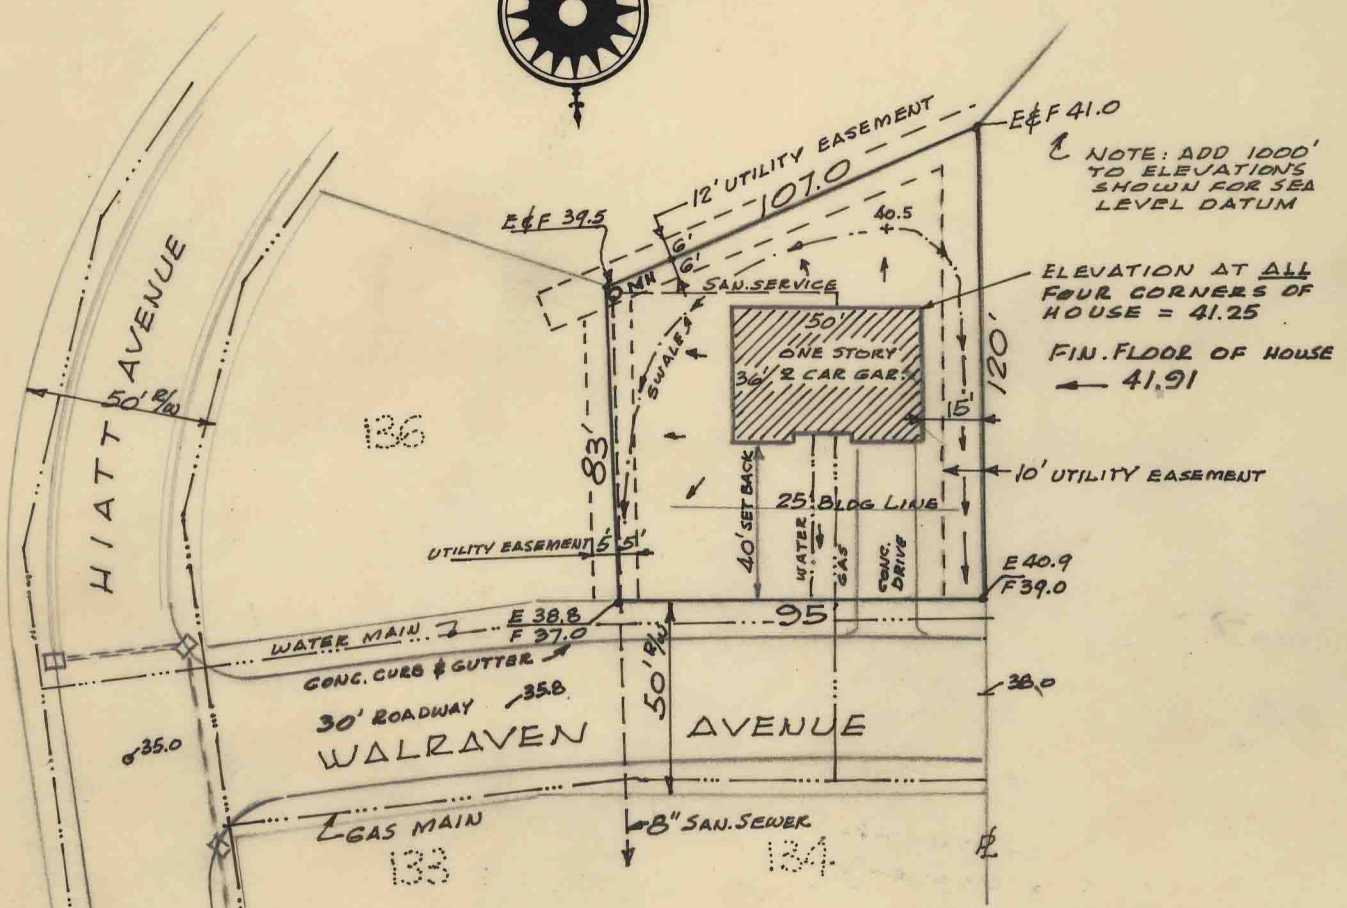 E&F 41.0
NOTE: ADD 1000'
TO ELEVATIONS
SHOWN FOR SEA
LEVEL DATUM
12' UTILITY EASEMENT
107.0
E&F 39.5
6'
6'
40.5
MH
SAN. SERVICE
ELEVATION AT ALL
FOUR CORNERS OF
HOUSE = 41.25
FIN. FLOOR OF HOUSE
41.91
HIATT AVENUE
50' R/W
136
SWALE
50'
ONE STORY
36'
2 CAR GAR.
120'
15'
83'
10' UTILITY EASEMENT
25' BLDG LINE
40' SETBACK
WATER
GAS
CONC.
DRIVE
UTILITY EASEMENT
5'
5'
E 40.9
F 39.0
95'
E 38.8
F 37.0
WATER MAIN
CONC. CURB & GUTTER
30' ROADWAY
35.8
50' R/W
38.0
35.0
WALRAVEN AVENUE
GAS MAIN
8" SAN. SEWER
133
134
PL